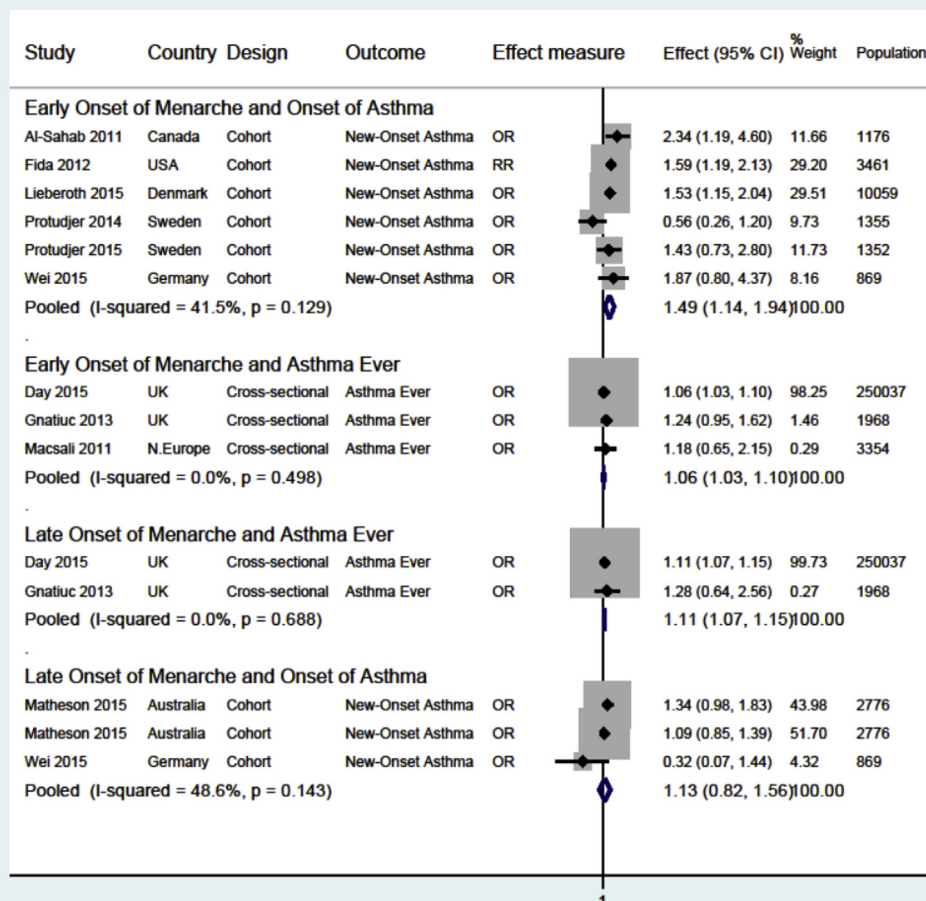 Study Country Design Outcome Effect measure Effect (95% CI) % Weight Population
Early Onset of Menarche and Onset of Asthma
Al-Sahab 2011 Canada Cohort New-Onset Asthma OR 2.34 (1.19, 4.60) 11.66 1176
Fida 2012 USA Cohort New-Onset Asthma RR 1.59 (1.19, 2.13) 29.20 3461
Lieberoth 2015 Denmark Cohort New-Onset Asthma OR 1.53 (1.15, 2.04) 29.51 10059
Protudjer 2014 Sweden Cohort New-Onset Asthma OR 0.56 (0.26, 1.20) 9.73 1355
Protudjer 2015 Sweden Cohort New-Onset Asthma OR 1.43 (0.73, 2.80) 11.73 1352
Wei 2015 Germany Cohort New-Onset Asthma OR 1.87 (0.80, 4.37) 8.16 869
Pooled (I-squared = 41.5%, p = 0.129) 1.49 (1.14, 1.94)100.00
.
Early Onset of Menarche and Asthma Ever
Day 2015 UK Cross-sectional Asthma Ever OR 1.06 (1.03, 1.10) 98.25 250037
Gnatiuc 2013 UK Cross-sectional Asthma Ever OR 1.24 (0.95, 1.62) 1.46 1968
Macsali 2011 N.Europe Cross-sectional Asthma Ever OR 1.18 (0.65, 2.15) 0.29 3354
Pooled (I-squared = 0.0%, p = 0.498) 1.06 (1.03, 1.10)100.00
.
Late Onset of Menarche and Asthma Ever
Day 2015 UK Cross-sectional Asthma Ever OR 1.11 (1.07, 1.15) 99.73 250037
Gnatiuc 2013 UK Cross-sectional Asthma Ever OR 1.28 (0.64, 2.56) 0.27 1968
Pooled (I-squared = 0.0%, p = 0.688) 1.11 (1.07, 1.15)100.00
.
Late Onset of Menarche and Onset of Asthma
Matheson 2015 Australia Cohort New-Onset Asthma OR 1.34 (0.98, 1.83) 43.98 2776
Matheson 2015 Australia Cohort New-Onset Asthma OR 1.09 (0.85, 1.39) 51.70 2776
Wei 2015 Germany Cohort New-Onset Asthma OR 0.32 (0.07, 1.44) 4.32 869
Pooled (I-squared = 48.6%, p = 0.143) 1.13 (0.82, 1.56)100.00
1